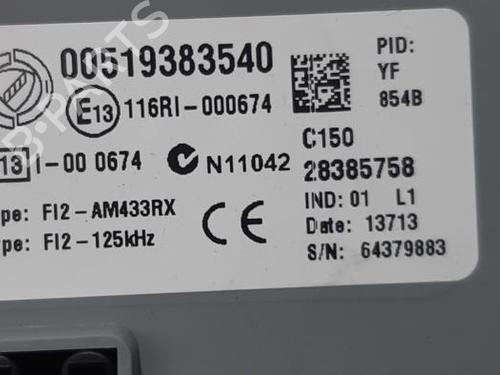 00519383540
PID:
YF
854B
E13 116RI-000674
C150
13 I-00 0674 N11042
28385758
IND: 01 L1
pe: FI2-AM433RX
Date: 13713
pe: FI2-125kHz
CE
S/N: 64379883